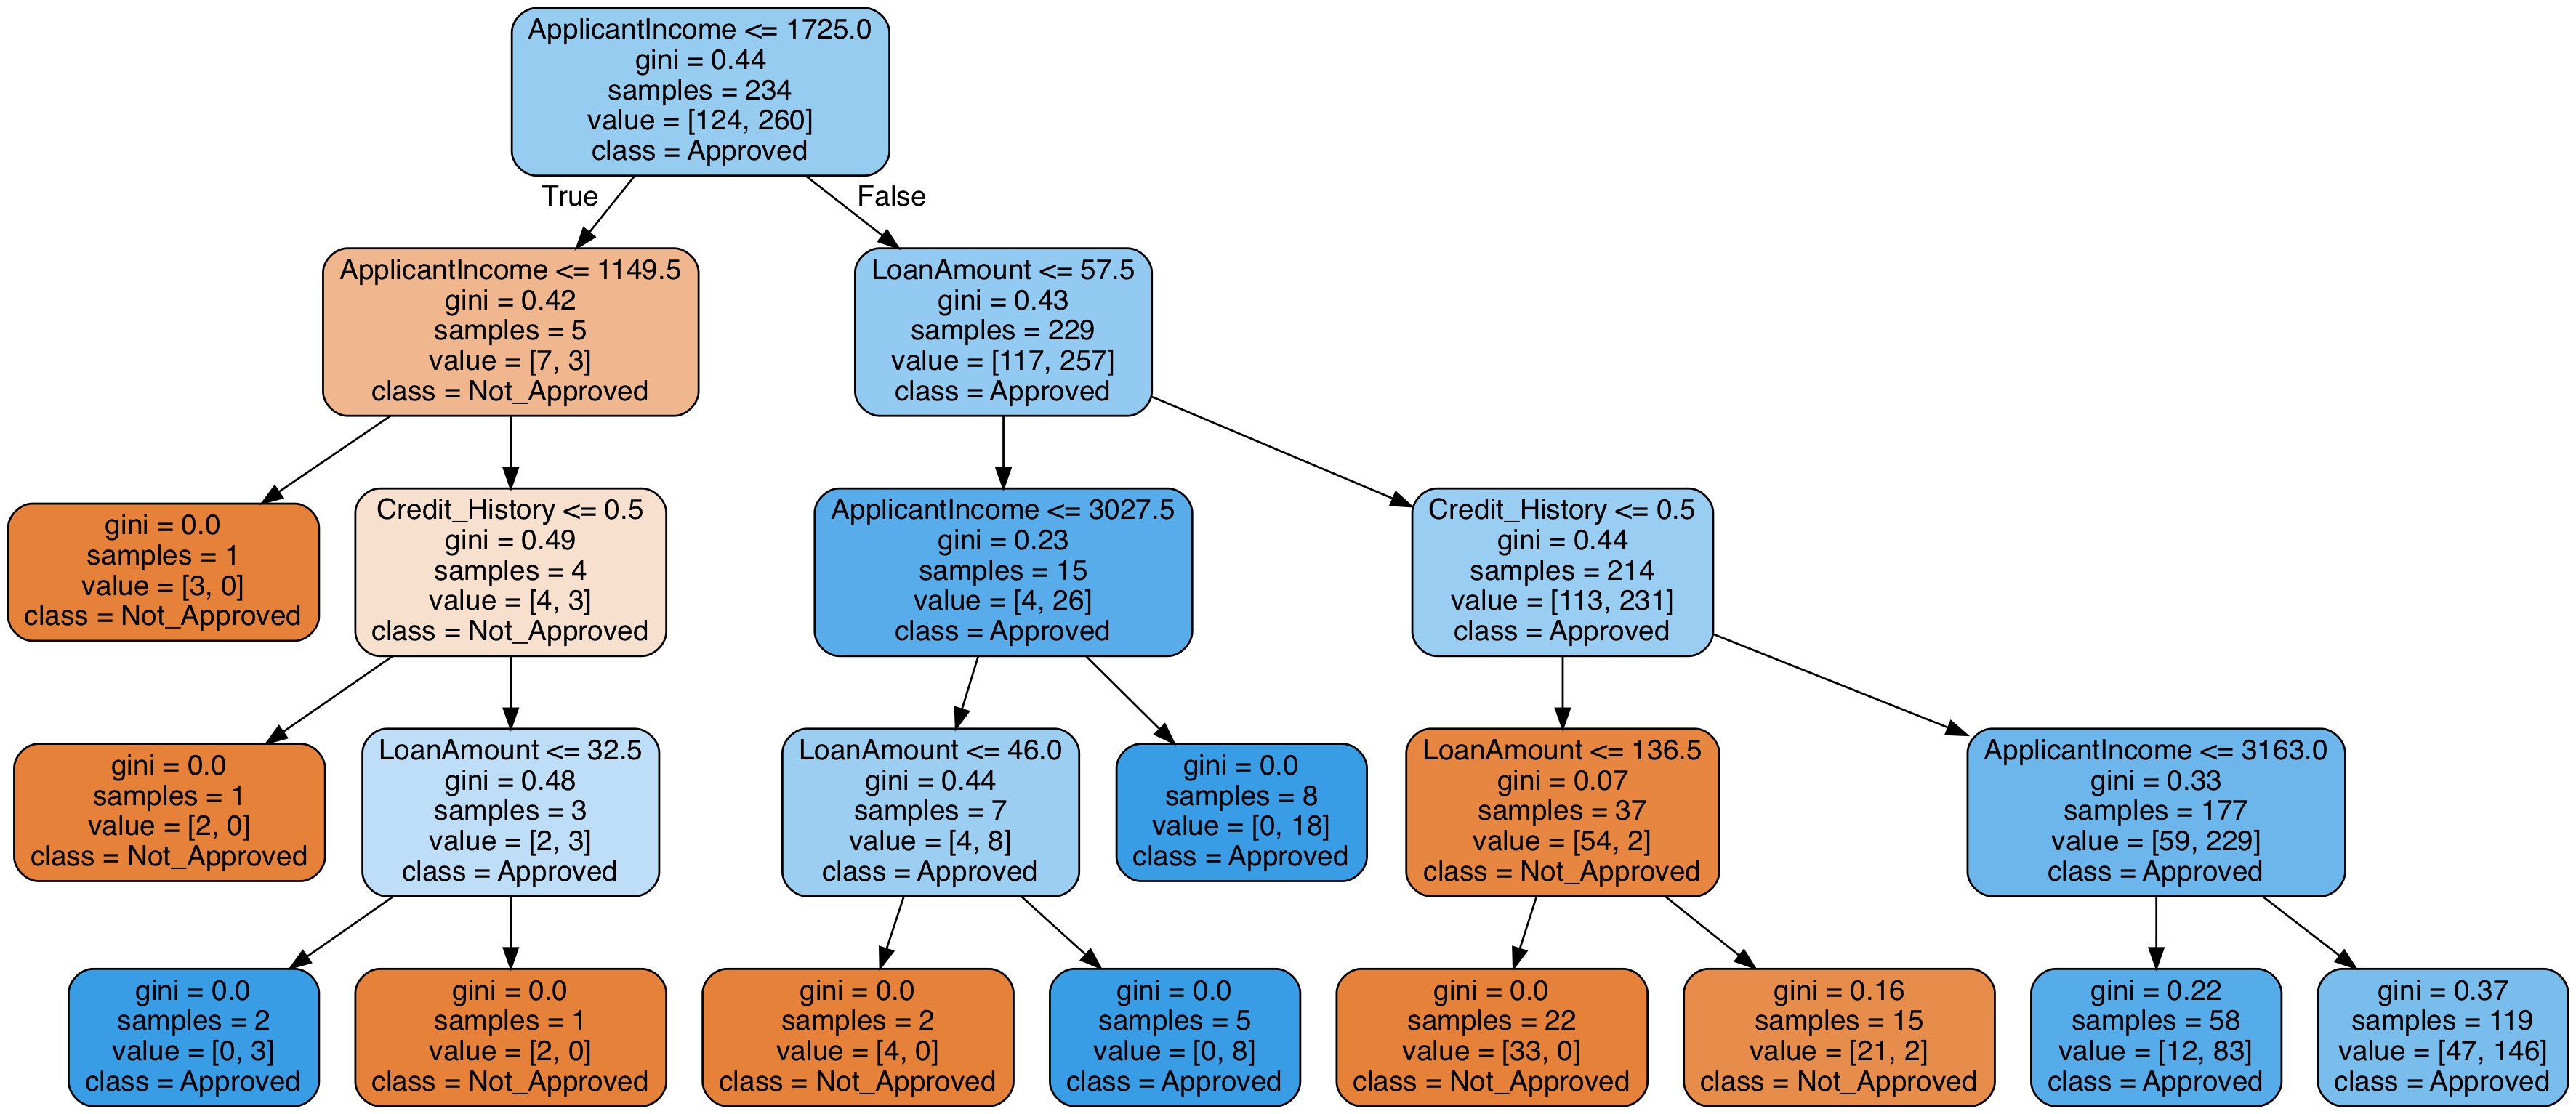 ApplicantIncome <= 1725.0
gini = 0.44
samples = 234
value = [124, 260]
class = Approved
True
False
ApplicantIncome <= 1149.5
gini = 0.42
samples = 5
value = [7, 3]
class = Not_Approved
LoanAmount <= 57.5
gini = 0.43
samples = 229
value = [117, 257]
class = Approved
gini = 0.0
samples = 1
value = [3, 0]
class = Not_Approved
Credit_History <= 0.5
gini = 0.49
samples = 4
value = [4, 3]
class = Not_Approved
ApplicantIncome <= 3027.5
gini = 0.23
samples = 15
value = [4, 26]
class = Approved
Credit_History <= 0.5
gini = 0.44
samples = 214
value = [113, 231]
class = Approved
gini = 0.0
samples = 1
value = [2, 0]
class = Not_Approved
LoanAmount <= 32.5
gini = 0.48
samples = 3
value = [2, 3]
class = Approved
LoanAmount <= 46.0
gini = 0.44
samples = 7
value = [4, 8]
class = Approved
gini = 0.0
samples = 8
value = [0, 18]
class = Approved
LoanAmount <= 136.5
gini = 0.07
samples = 37
value = [54, 2]
class = Not_Approved
ApplicantIncome <= 3163.0
gini = 0.33
samples = 177
value = [59, 229]
class = Approved
gini = 0.0
samples = 2
value = [0, 3]
class = Approved
gini = 0.0
samples = 1
value = [2, 0]
class = Not_Approved
gini = 0.0
samples = 2
value = [4, 0]
class = Not_Approved
gini = 0.0
samples = 5
value = [0, 8]
class = Approved
gini = 0.0
samples = 22
value = [33, 0]
class = Not_Approved
gini = 0.16
samples = 15
value = [21, 2]
class = Not_Approved
gini = 0.22
samples = 58
value = [12, 83]
class = Approved
gini = 0.37
samples = 119
value = [47, 146]
class = Approved